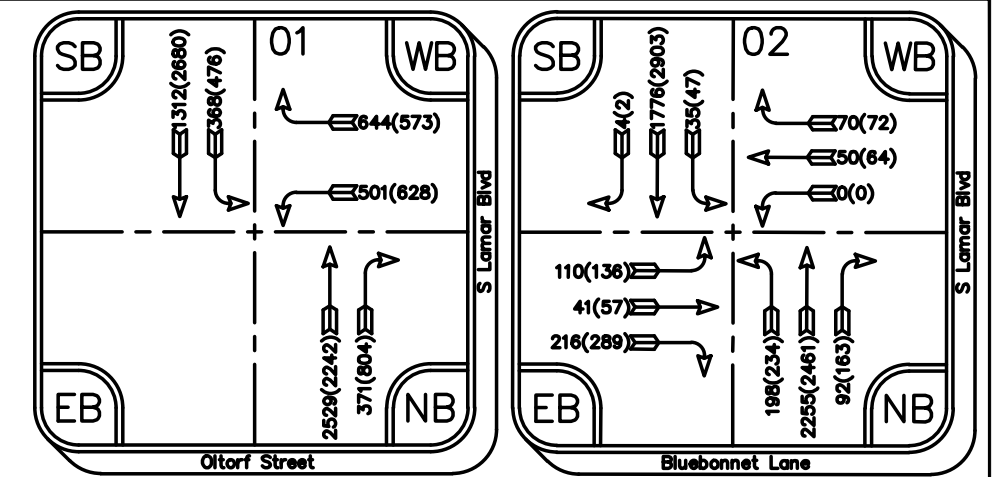 SB
01
WB
1312(2680)
368(476)
644(573)
501(628)
2529(2242)
371(804)
EB
NB
Oltorf Street
S Lamar Blvd
SB
02
WB
4(2)
1776(2903)
35(47)
70(72)
50(64)
0(0)
110(136)
41(57)
216(289)
198(234)
2255(2461)
92(163)
EB
NB
Bluebonnet Lane
S Lamar Blvd